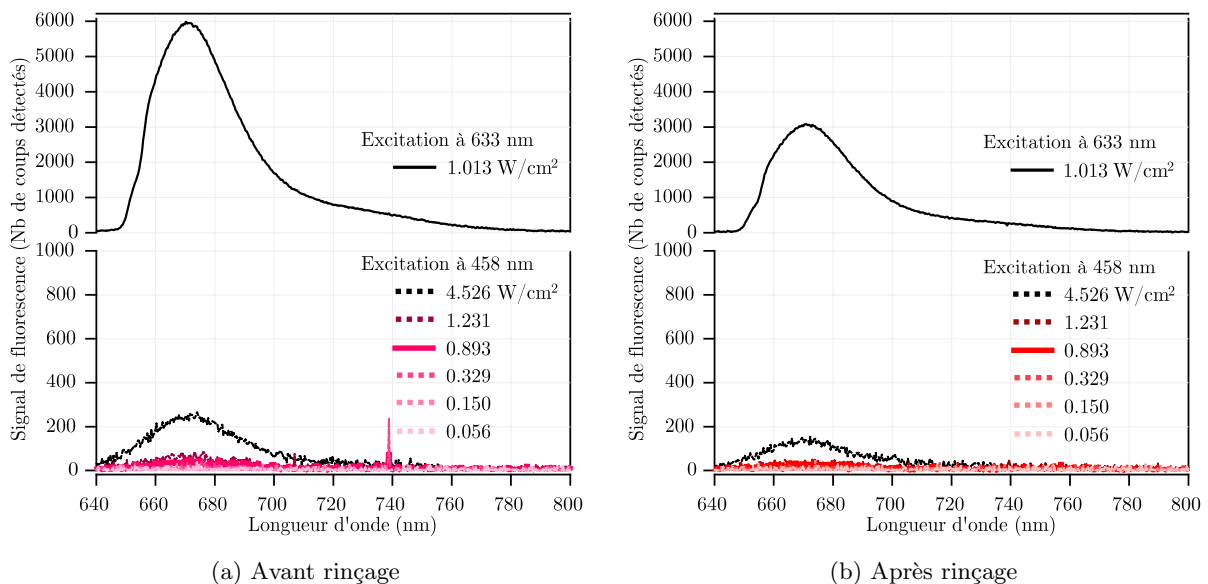 Signal de fluorescence (Nb de coups détectés)
6000
5000
4000
3000
2000
1000
0
Excitation à 633 nm
1.013 W/cm²
1000
800
600
400
200
0
Excitation à 458 nm
4.526 W/cm²
1.231
0.893
0.329
0.150
0.056
640 660 680 700 720 740 760 780 800
Longueur d'onde (nm)
(a) Avant rinçage
Signal de fluorescence (Nb de coups détectés)
6000
5000
4000
3000
2000
1000
0
Excitation à 633 nm
1.013 W/cm²
1000
800
600
400
200
0
Excitation à 458 nm
4.526 W/cm²
1.231
0.893
0.329
0.150
0.056
640 660 680 700 720 740 760 780 800
Longueur d'onde (nm)
(b) Après rinçage